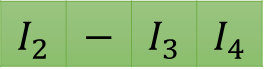 I₂ − I₃ I₄